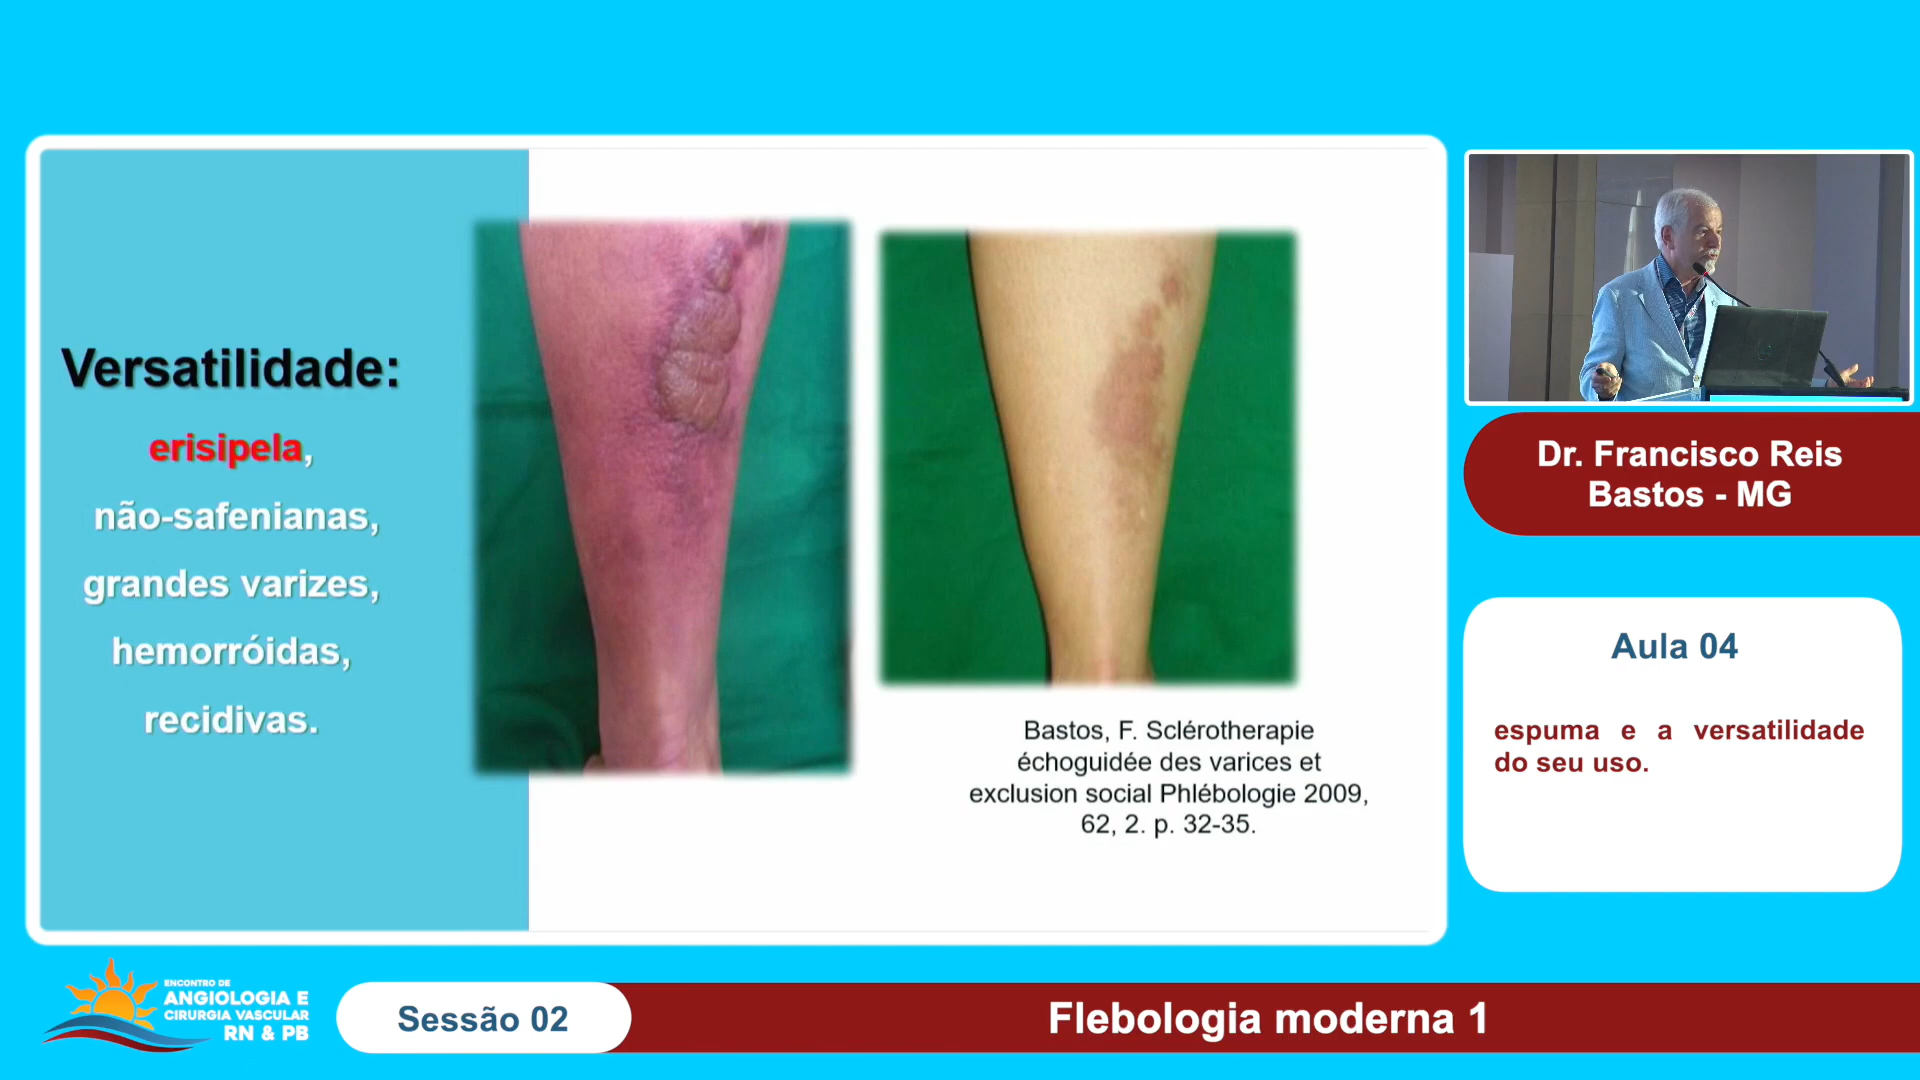 Versatilidade:
erisipela,
não-safenianas,
grandes varizes,
hemorróidas,
recidivas.
Bastos, F. Sclérotherapie
échoguidée des varices et
exclusion social Phlébologie 2009,
62, 2. p. 32-35.
Dr. Francisco Reis
Bastos - MG
Aula 04
espuma e a versatilidade
do seu uso.
ENCONTRO DE
ANGIOLOGIA E
CIRURGIA VASCULAR
RN & PB
Sessão 02
Flebologia moderna 1